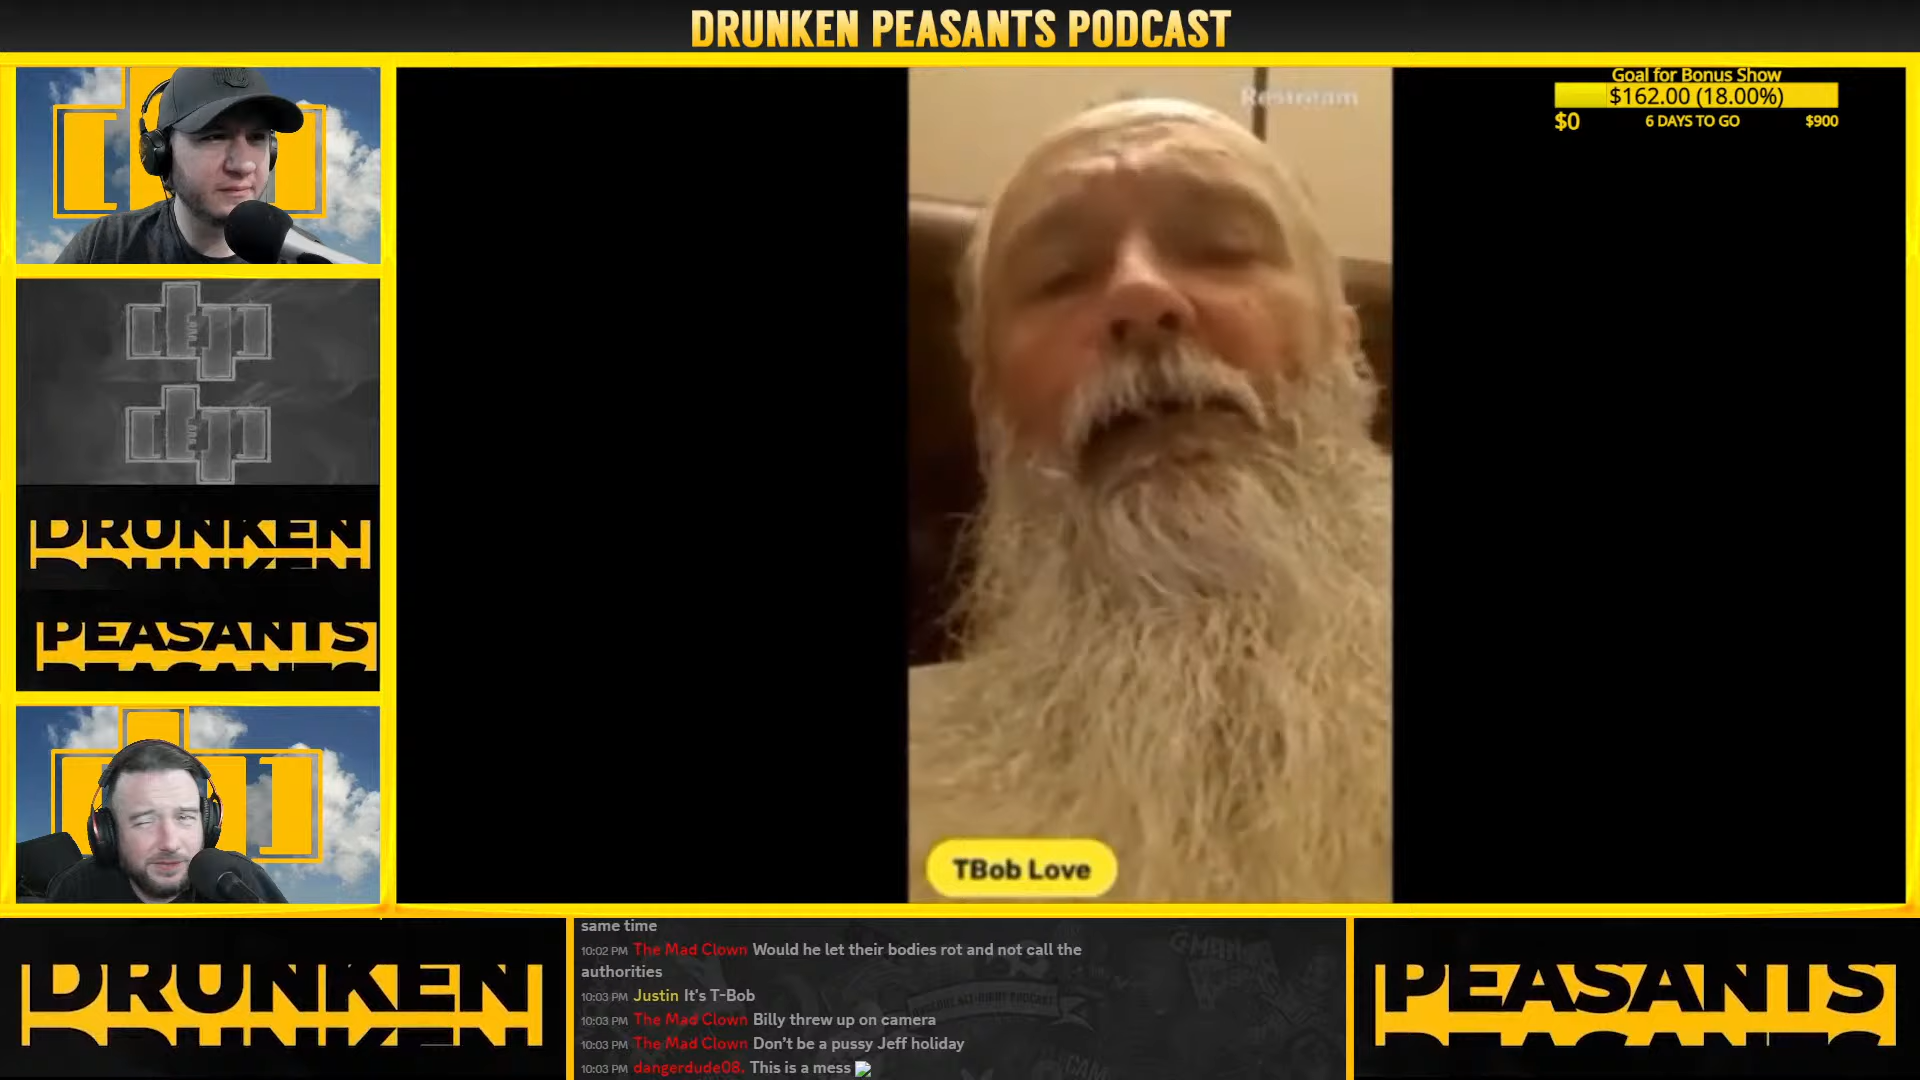 DRUNKEN PEASANTS PODCAST
Restream
Goal for Bonus Show
$162.00 (18.00%)
$0 6 DAYS TO GO $900
DRUNKEN
PEASANTS
TBob Love
same time
10:02 PM The Mad Clown Would he let their bodies rot and not call the
authorities
10:03 PM Justin It's T-Bob
10:03 PM The Mad Clown Billy threw up on camera
10:03 PM The Mad Clown Don't be a pussy Jeff holiday
10:03 PM dangerdude08. This is a mess
DRUNKEN
PEASANTS